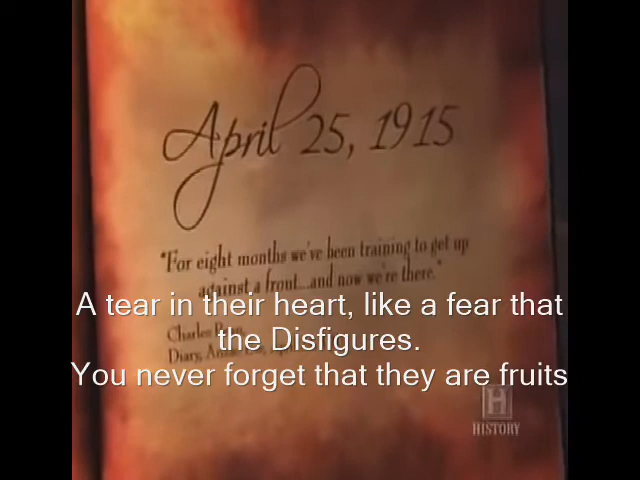 April 25, 1915
"For eight months we've been training to get up
against a front...and now we're there."
Charles
Diary,
A tear in their heart, like a fear that
the Disfigures.
You never forget that they are fruits
H
HISTORY